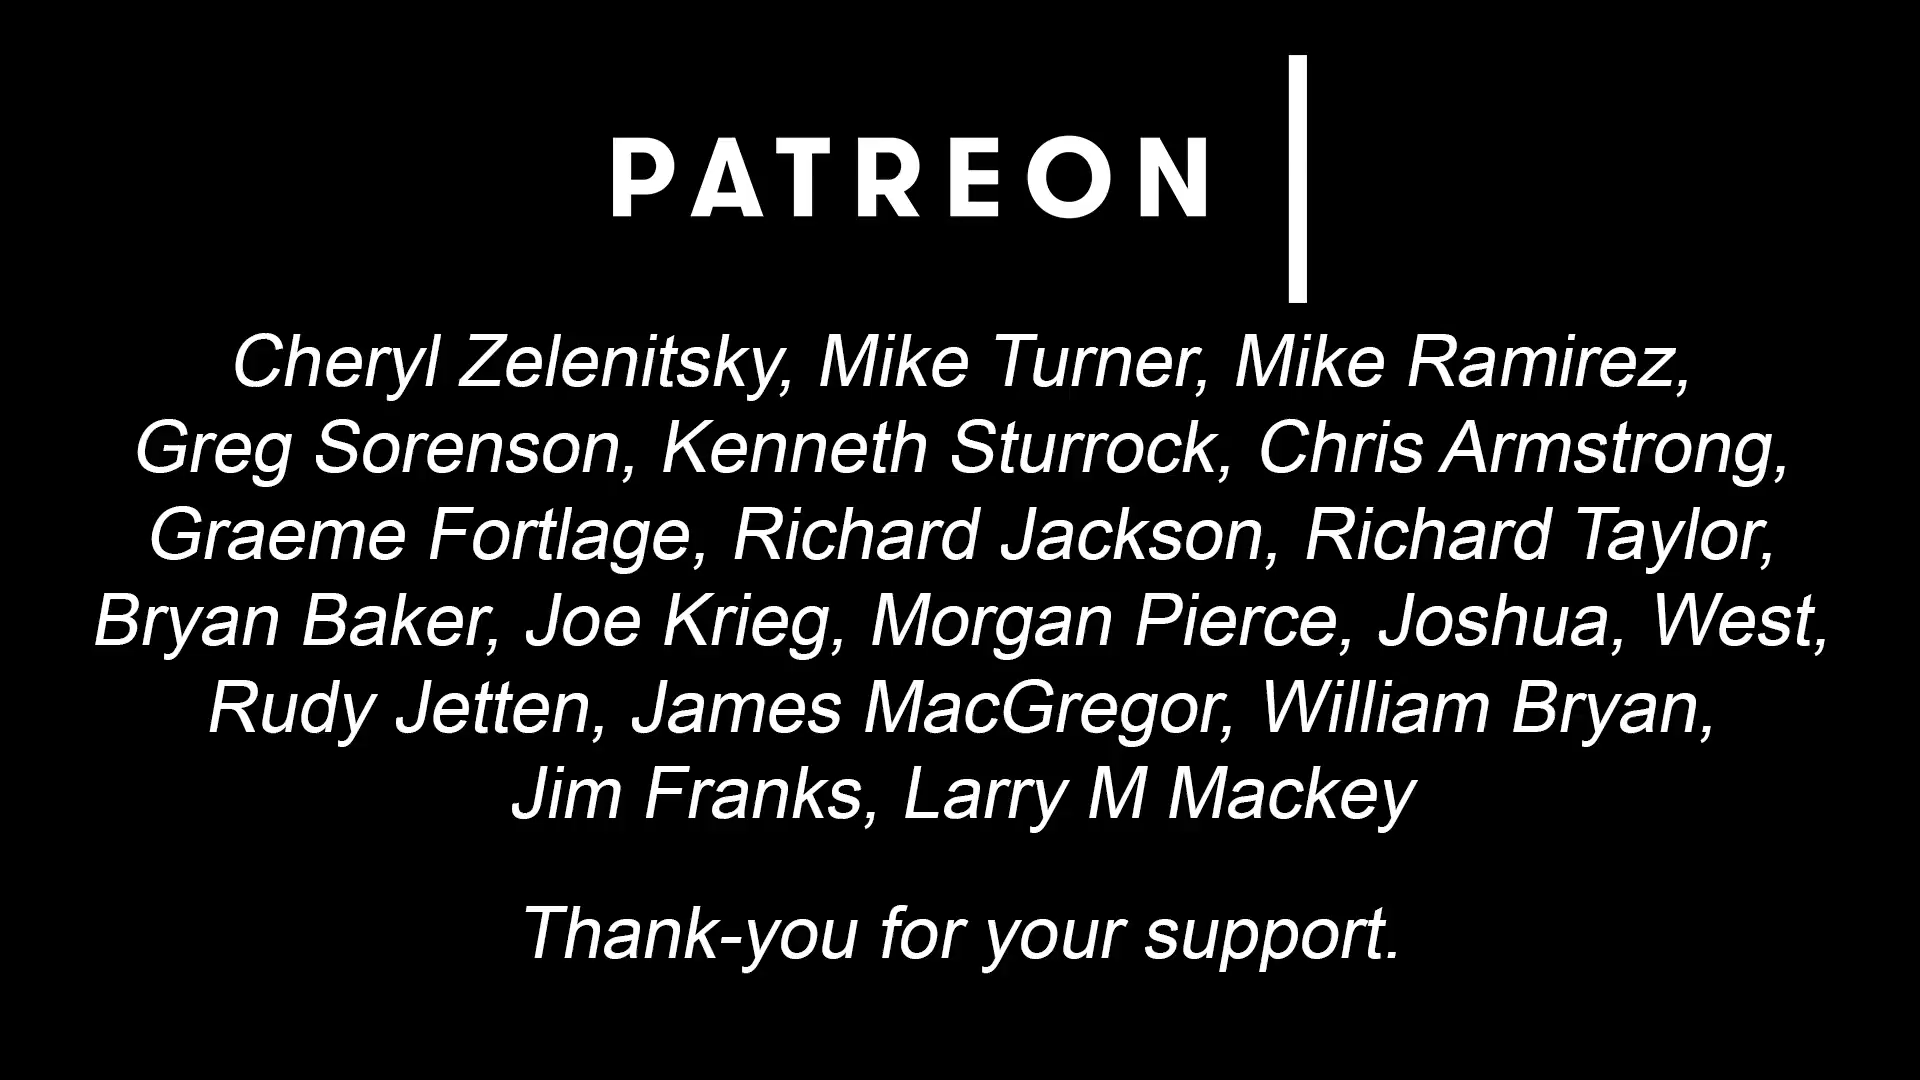 PATREON
Cheryl Zelenitsky, Mike Turner, Mike Ramirez,
Greg Sorenson, Kenneth Sturrock, Chris Armstrong,
Graeme Fortlage, Richard Jackson, Richard Taylor,
Bryan Baker, Joe Krieg, Morgan Pierce, Joshua, West,
Rudy Jetten, James MacGregor, William Bryan,
Jim Franks, Larry M Mackey
Thank-you for your support.